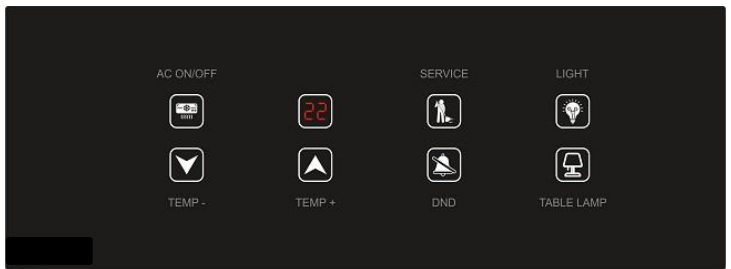 AC ON/OFF SERVICE LIGHT
22
TEMP - TEMP + DND TABLE LAMP